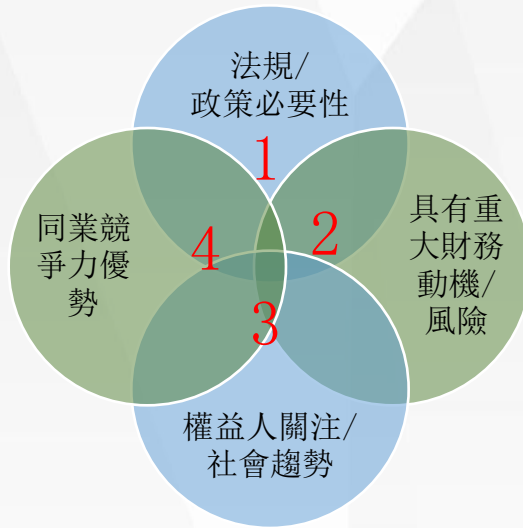 法規/
政策必要性
1
同業競
爭力優
勢
4
2
具有重
大財務
動機/
風險
3
權益人關注/
社會趨勢